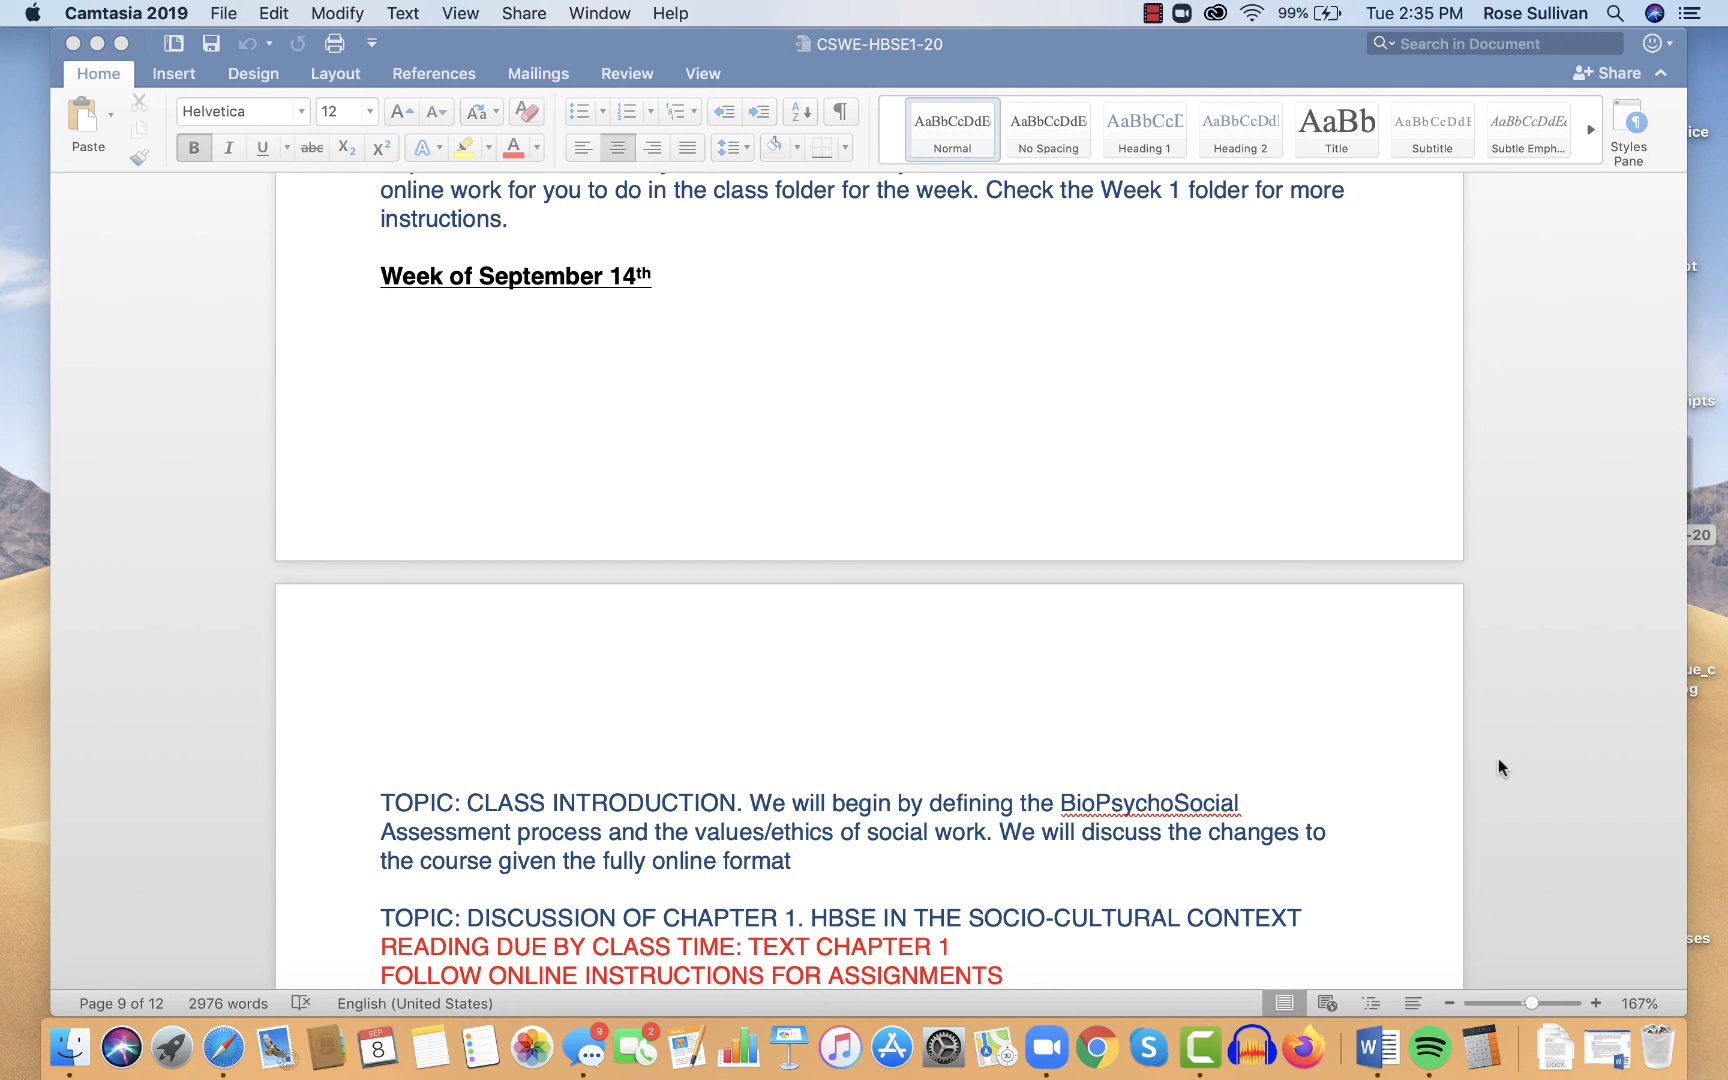 Camtasia 2019 File Edit Modify Text View Share Window Help 99% Tue 2:35 PM Rose Sullivan
CSWE-HBSE1-20
Search in Document
Home Insert Design Layout References Mailings Review View Share
Paste
Helvetica 12
AaBbCcDdE Normal
AaBbCcDdE No Spacing
Heading 1
Heading 2
AaBb Title
Subtitle
Subtle Emph...
Styles Pane
online work for you to do in the class folder for the week. Check the Week 1 folder for more
instructions.
Week of September 14th
TOPIC: CLASS INTRODUCTION. We will begin by defining the BioPsychoSocial
Assessment process and the values/ethics of social work. We will discuss the changes to
the course given the fully online format
TOPIC: DISCUSSION OF CHAPTER 1. HBSE IN THE SOCIO-CULTURAL CONTEXT
READING DUE BY CLASS TIME: TEXT CHAPTER 1
FOLLOW ONLINE INSTRUCTIONS FOR ASSIGNMENTS
Page 9 of 12 2976 words English (United States) 167%
SEP
8
9
2
-20